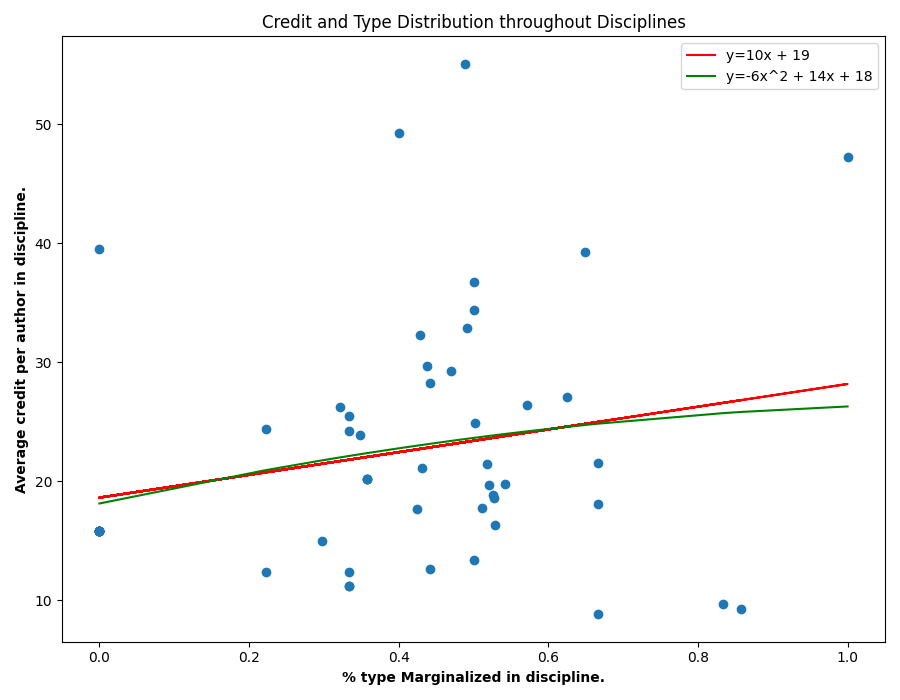 Credit and Type Distribution throughout Disciplines
y=10x + 19
y=-6x^2 + 14x + 18
Average credit per author in discipline.
50
40
30
20
10
0.0 0.2 0.4 0.6 0.8 1.0
% type Marginalized in discipline.